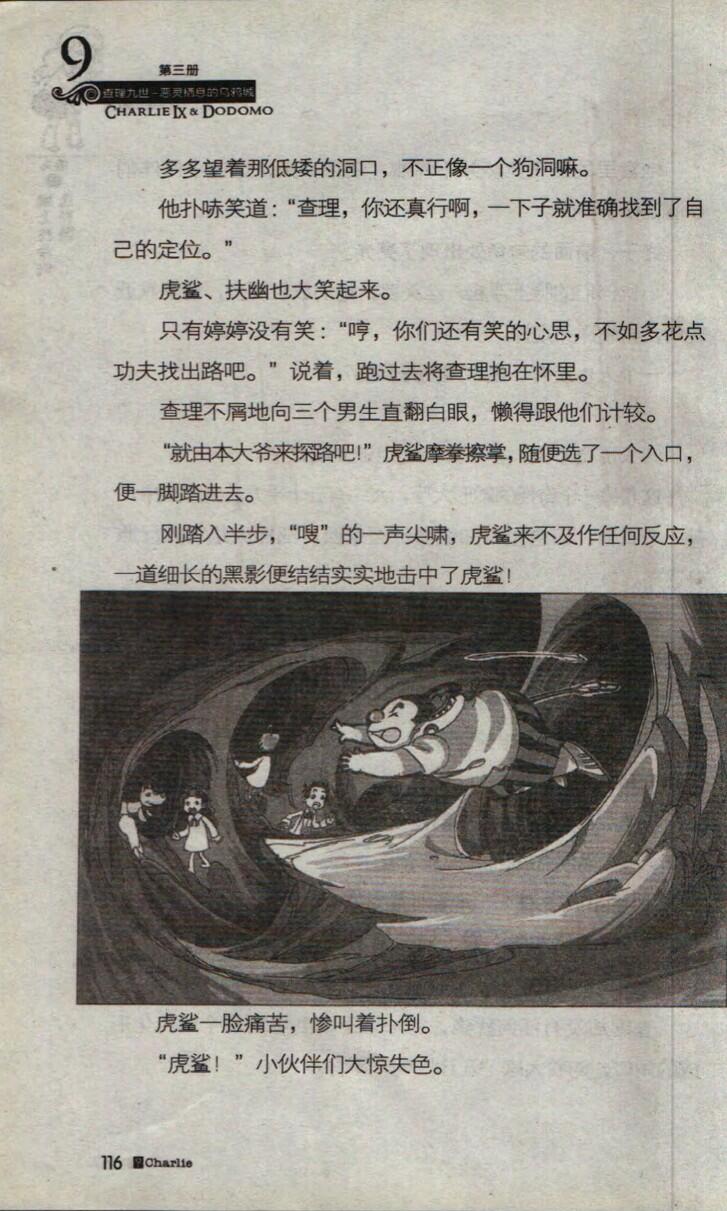 9
第三册
查理九世-恶灵栖息的乌鸦城
CHARLIE IX & DODOMO
多多望着那低矮的洞口，不正像一个狗洞嘛。
他扑哧笑道：“查理，你还真行啊，一下子就准确找到了自
己的定位。”
虎鲨、扶幽也大笑起来。
只有婷婷没有笑：“哼，你们还有笑的心思，不如多花点
功夫找出路吧。”说着，跑过去将查理抱在怀里。
查理不屑地向三个男生直翻白眼，懒得跟他们计较。
“就由本大爷来探路吧！”虎鲨摩拳擦掌，随便选了一个入口，
便一脚踏进去。
刚踏入半步，“嗖”的一声尖啸，虎鲨来不及作任何反应，
一道细长的黑影便结结实实地击中了虎鲨！
虎鲨一脸痛苦，惨叫着扑倒。
“虎鲨！”小伙伴们大惊失色。
116 9 Charlie